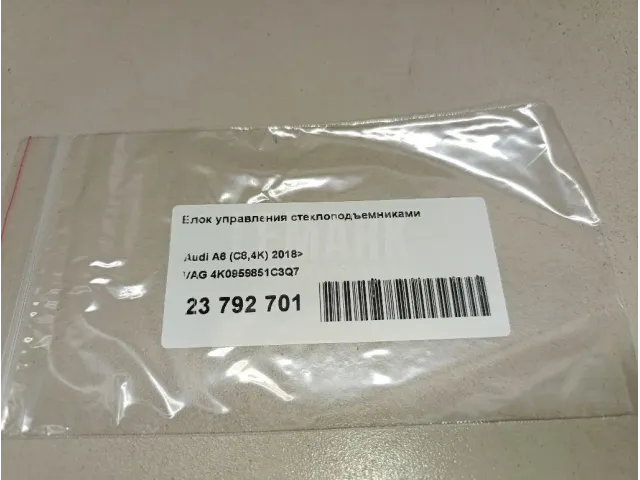 Блок управления стеклоподъемниками
Audi A6 (C8,4K) 2018>
VAG 4K0959851C3Q7
23 792 701